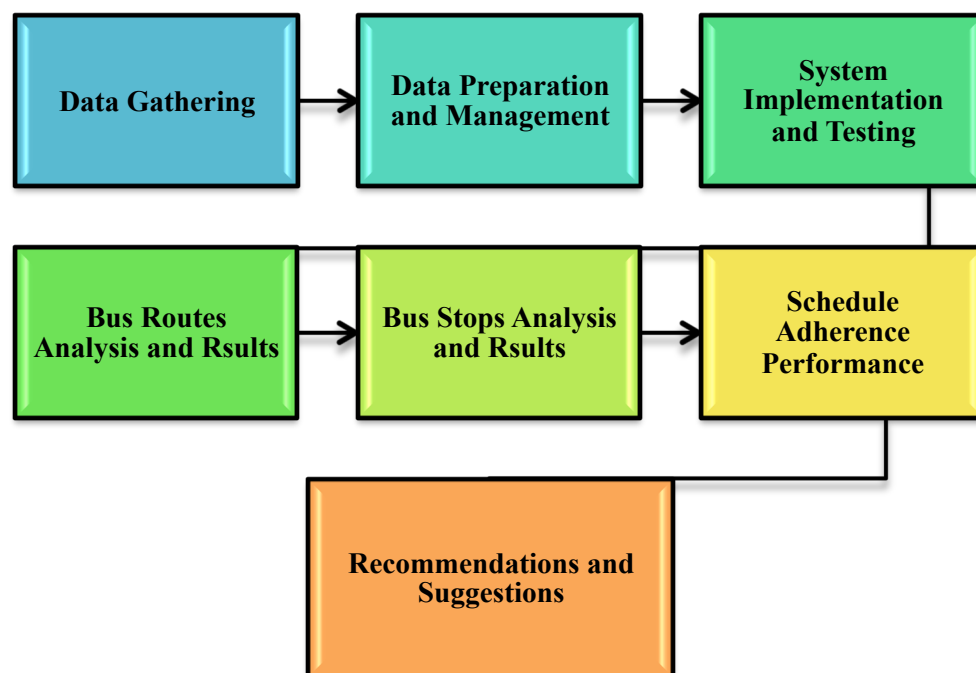 Data Gathering
Data Preparation
and Management
System
Implementation
and Testing
Bus Routes
Analysis and Rsults
Bus Stops Analysis
and Rsults
Schedule
Adherence
Performance
Recommendations and
Suggestions